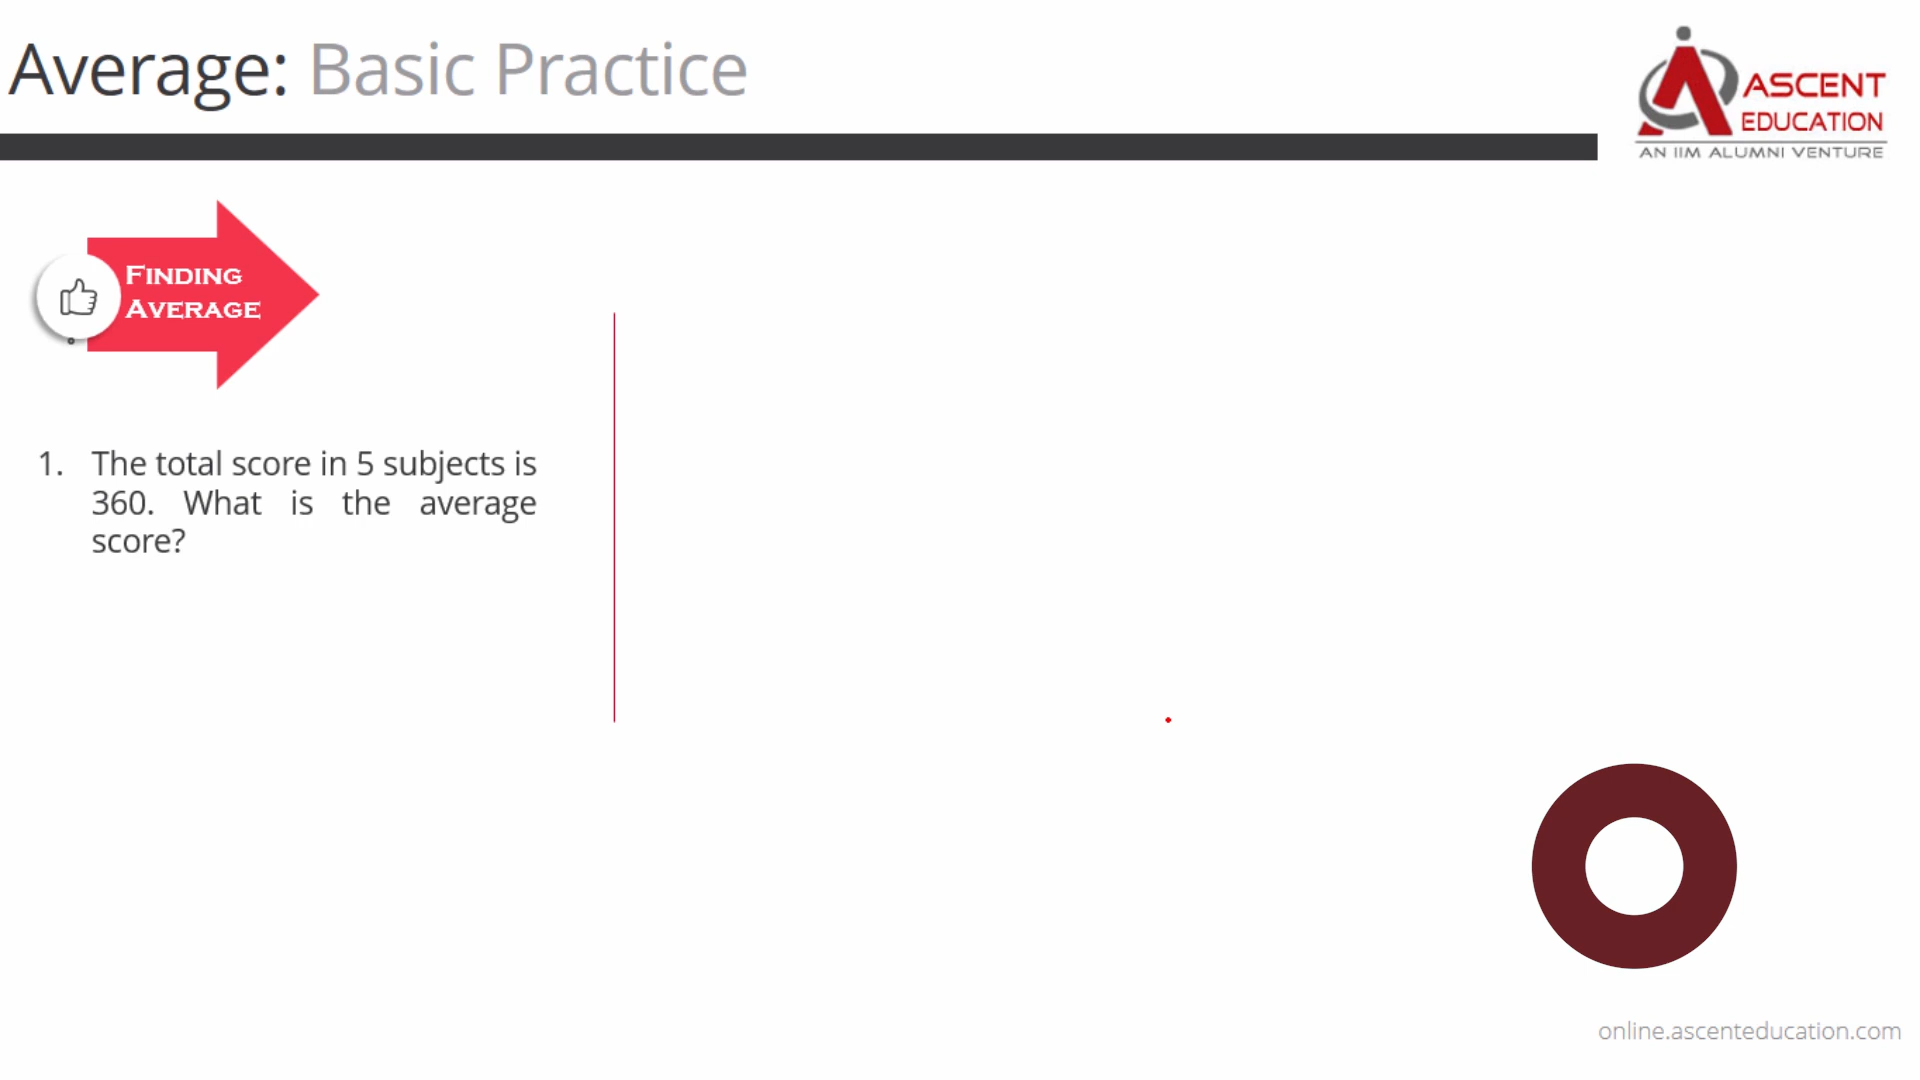 Average: Basic Practice
ASCENT
EDUCATION
AN IIM ALUMNI VENTURE
FINDING
AVERAGE
1. The total score in 5 subjects is
360. What is the average
score?
online.ascenteducation.com